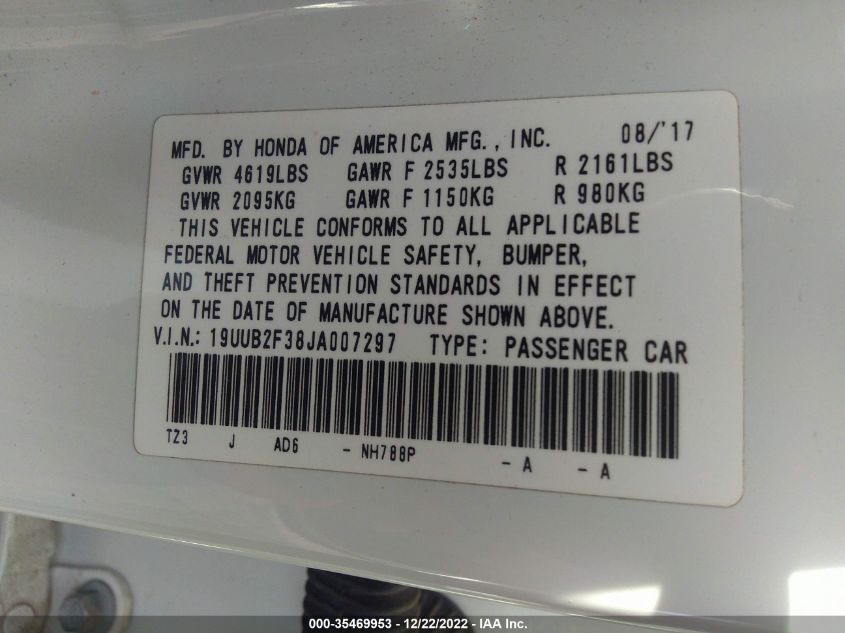 MFD. BY HONDA OF AMERICA MFG., INC. 08/'17
GVWR 4619LBS GAWR F 2535LBS R 2161LBS
GVWR 2095KG GAWR F 1150KG R 980KG
THIS VEHICLE CONFORMS TO ALL APPLICABLE
FEDERAL MOTOR VEHICLE SAFETY, BUMPER,
AND THEFT PREVENTION STANDARDS IN EFFECT
ON THE DATE OF MANUFACTURE SHOWN ABOVE.
V.I.N.: 19UUB2F38JA007297 TYPE: PASSENGER CAR
TZ3 J AD6 - NH788P - A - A
000-35469953 - 12/22/2022 - IAA Inc.